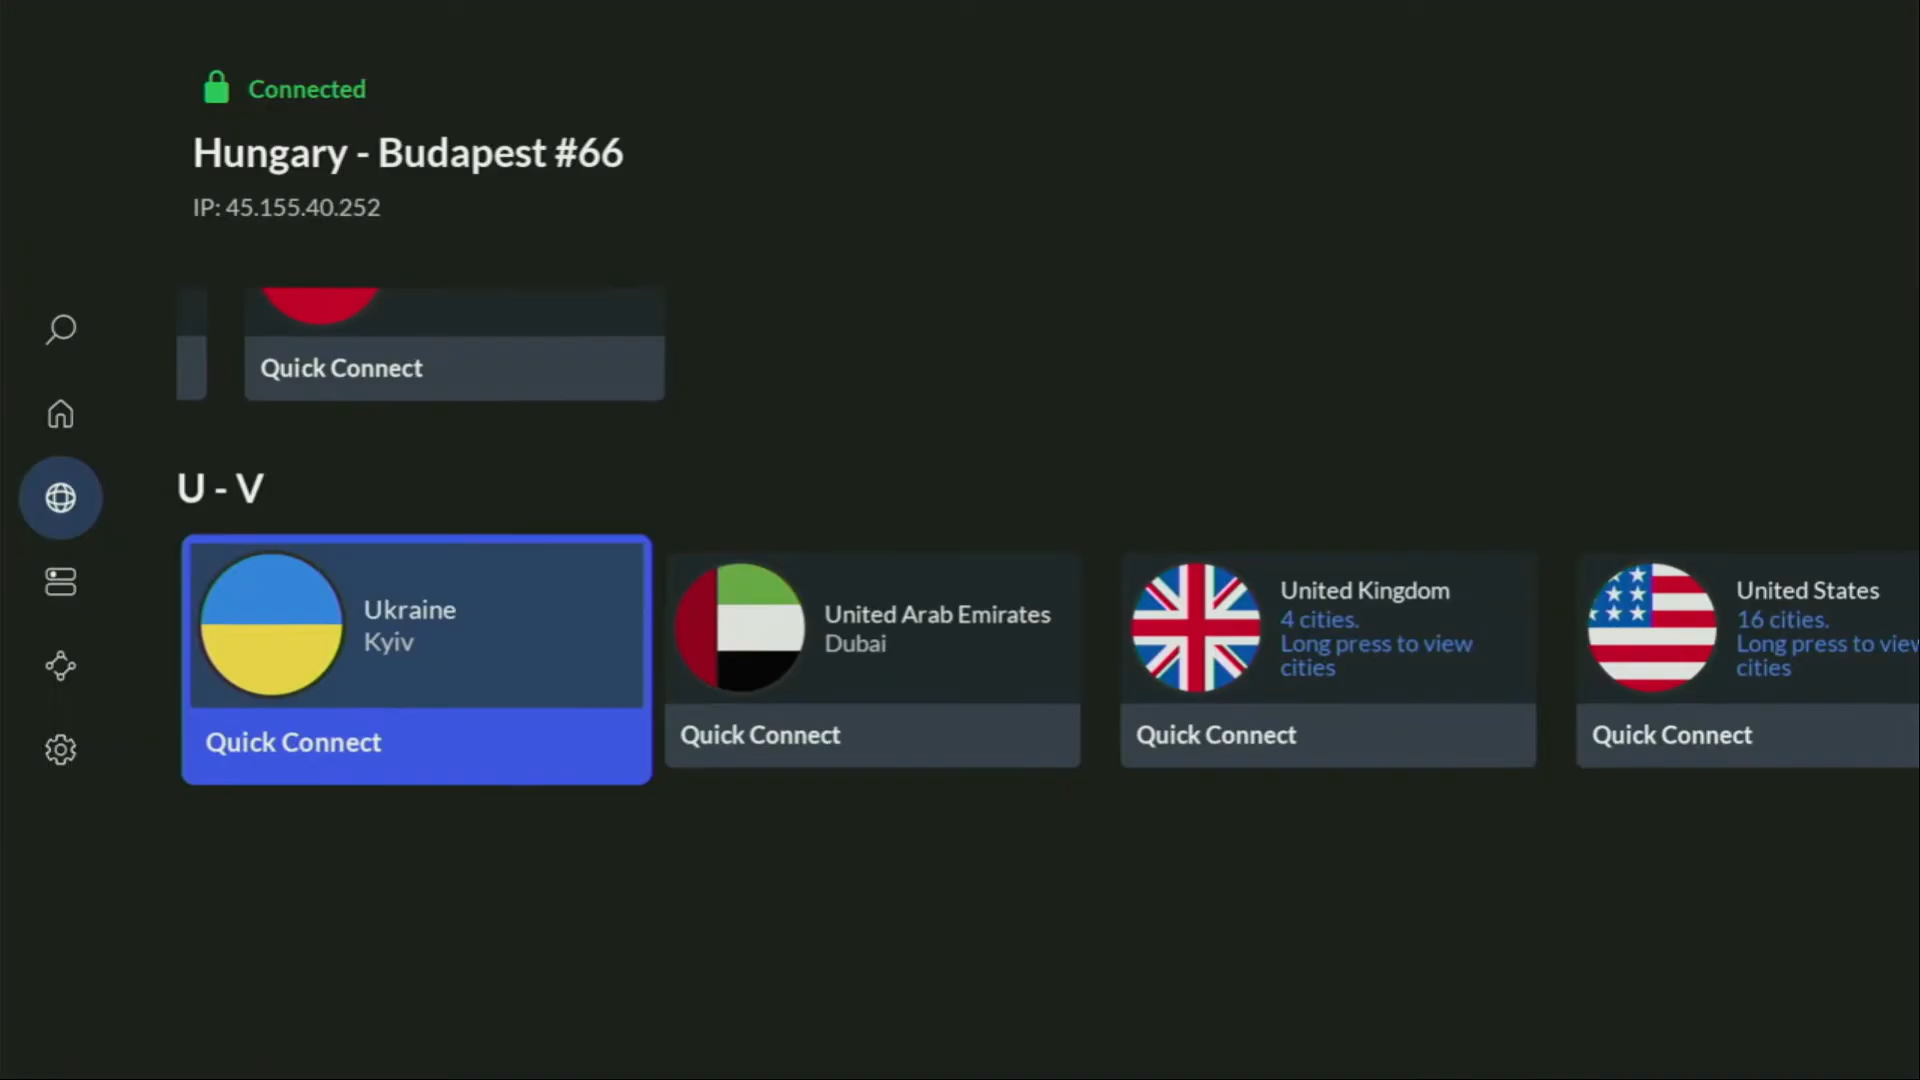 Connected
Hungary - Budapest #66
IP: 45.155.40.252
Quick Connect
U - V
Ukraine
Kyiv
Quick Connect
United Arab Emirates
Dubai
Quick Connect
United Kingdom
4 cities.
Long press to view
cities
Quick Connect
United States
16 cities.
Long press to view
cities
Quick Connect